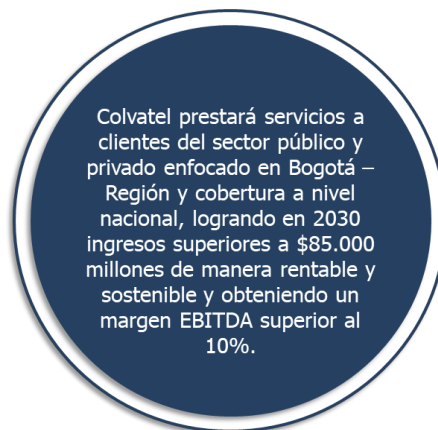 Colvatel prestará servicios a
clientes del sector público y
privado enfocado en Bogotá –
Región y cobertura a nivel
nacional, logrando en 2030
ingresos superiores a $85.000
millones de manera rentable y
sostenible y obteniendo un
margen EBITDA superior al
10%.